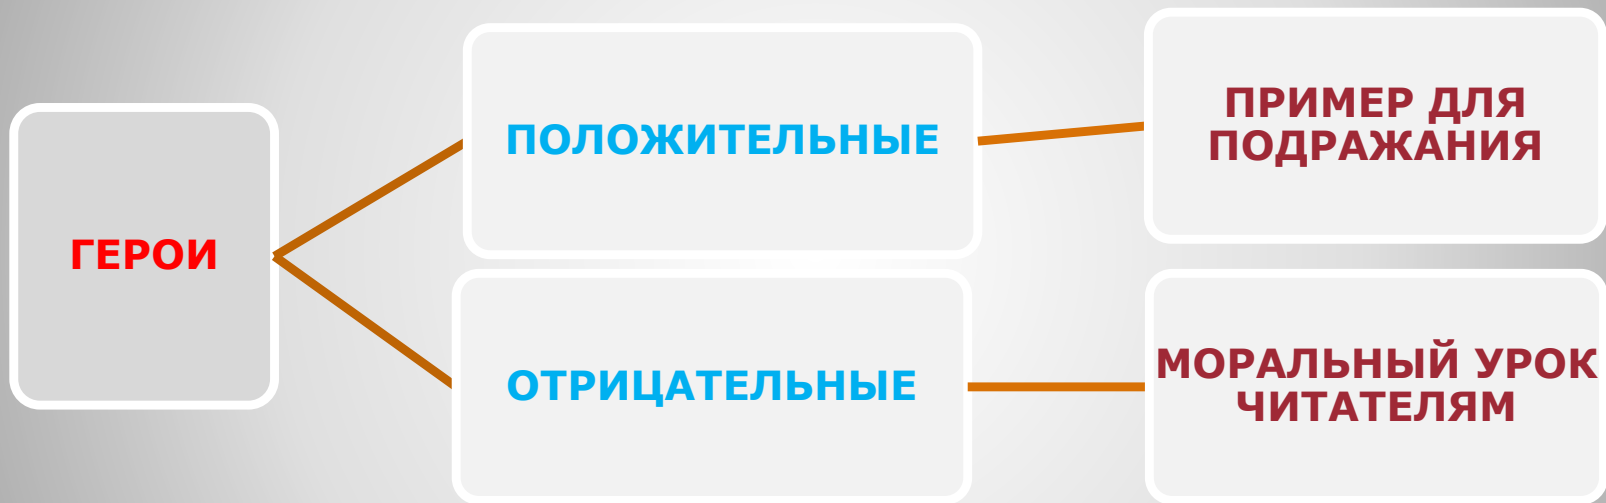 ГЕРОИ
ПОЛОЖИТЕЛЬНЫЕ
ПРИМЕР ДЛЯ
ПОДРАЖАНИЯ
ОТРИЦАТЕЛЬНЫЕ
МОРАЛЬНЫЙ УРОК
ЧИТАТЕЛЯМ